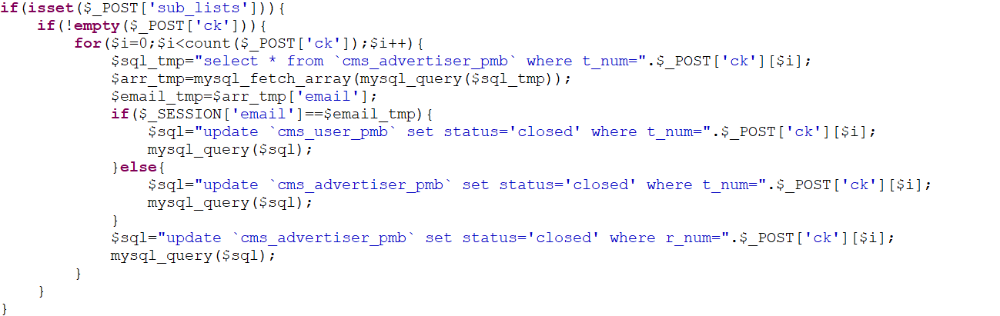 if(isset($_POST['sub_lists'])){
if(!empty($_POST['ck'])){
for($i=0;$i<count($_POST['ck']);$i++){
$sql_tmp="select * from `cms_advertiser_pmb` where t_num=".$_POST['ck'][$i];
$arr_tmp=mysql_fetch_array(mysql_query($sql_tmp));
$email_tmp=$arr_tmp['email'];
if($_SESSION['email']==$email_tmp){
$sql="update `cms_user_pmb` set status='closed' where t_num=".$_POST['ck'][$i];
mysql_query($sql);
}else{
$sql="update `cms_advertiser_pmb` set status='closed' where t_num=".$_POST['ck'][$i];
mysql_query($sql);
}
$sql="update `cms_advertiser_pmb` set status='closed' where r_num=".$_POST['ck'][$i];
mysql_query($sql);
}
}
}